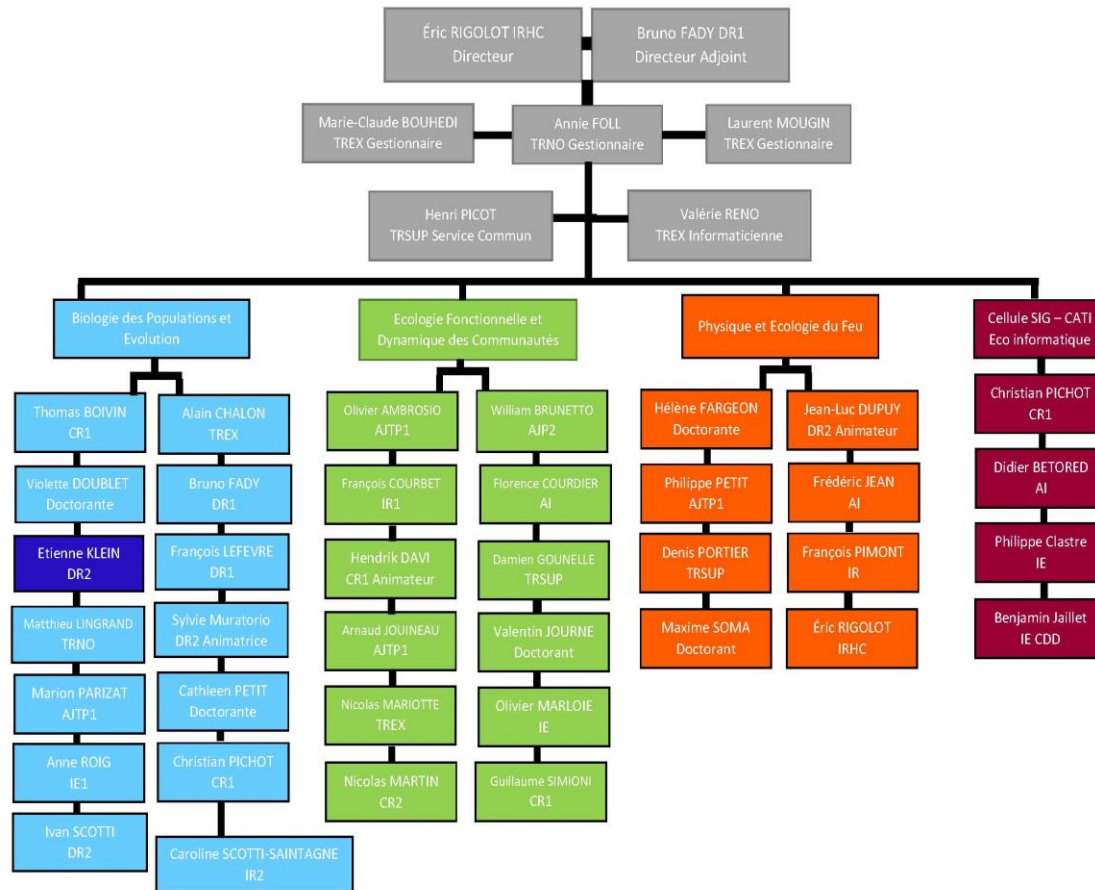 Éric RIGOLOT IRHC
Directeur
Bruno FADY DR1
Directeur Adjoint
Marie-Claude BOUHEDI
TREX Gestionnaire
Annie FOLL
TRNO Gestionnaire
Laurent MOUGIN
TREX Gestionnaire
Henri PICOT
TRSUP Service Commun
Valérie RENO
TREX Informaticienne
Biologie des Populations et
Evolution
Thomas BOIVIN
CR1
Violette DOUBLET
Doctorante
Etienne KLEIN
DR2
Matthieu LINGRAND
TRNO
Marion PARIZAT
AJTP1
Anne ROIG
IE1
Ivan SCOTTI
DR2
Alain CHALON
TREX
Bruno FADY
DR1
François LEFEVRE
DR1
Sylvie Muratorio
DR2 Animatrice
Cathleen PETIT
Doctorante
Christian PICHOT
CR1
Caroline SCOTTI-SAINTAGNE
IR2
Ecologie Fonctionnelle et
Dynamique des Communautés
Olivier AMBROSIO
AJTP1
François COURBET
IR1
Hendrik DAVI
CR1 Animateur
Arnaud JOUINEAU
AJTP1
Nicolas MARIOTTE
TREX
Nicolas MARTIN
CR2
William BRUNETTO
AJP2
Florence COURDIER
AI
Damien GOUNELLE
TRSUP
Valentin JOURNE
Doctorant
Olivier MARLOIE
IE
Guillaume SIMIONI
CR1
Physique et Ecologie du Feu
Hélène FARGEON
Doctorante
Philippe PETIT
AJTP1
Denis PORTIER
TRSUP
Maxime SOMA
Doctorant
Jean-Luc DUPUY
DR2 Animateur
Frédéric JEAN
AI
François PIMONT
IR
Éric RIGOLOT
IRHC
Cellule SIG – CATI
Eco informatique
Christian PICHOT
CR1
Didier BETORED
AI
Philippe Clastre
IE
Benjamin Jaillet
IE CDD